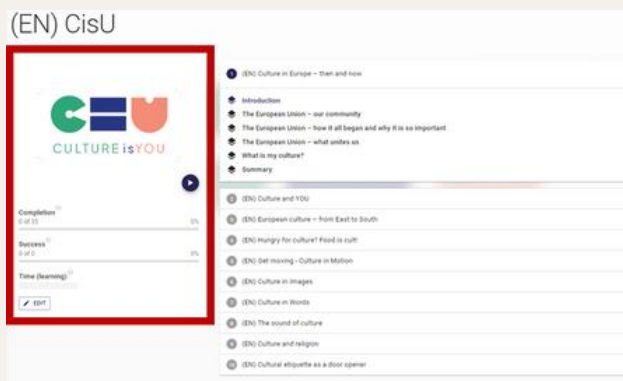 (EN) CisU
CULTURE isYOU
Completion
0 of 35
0%
Success
0 of 0
0%
Time (learning)
EDIT
1 (EN) Culture in Europe – then and now
Introduction
The European Union – our community
The European Union – how it all began and why it is so important
The European Union – what unites us
What is my culture?
Summary
2 (EN) Culture and YOU
3 (EN) European culture – from East to South
4 (EN) Hungry for culture? Food is cult!
5 (EN) Get moving - Culture in Motion
6 (EN) Culture in Images
7 (EN) Culture in Words
8 (EN) The sound of culture
9 (EN) Culture and religion
10 (EN) Cultural etiquette as a door opener